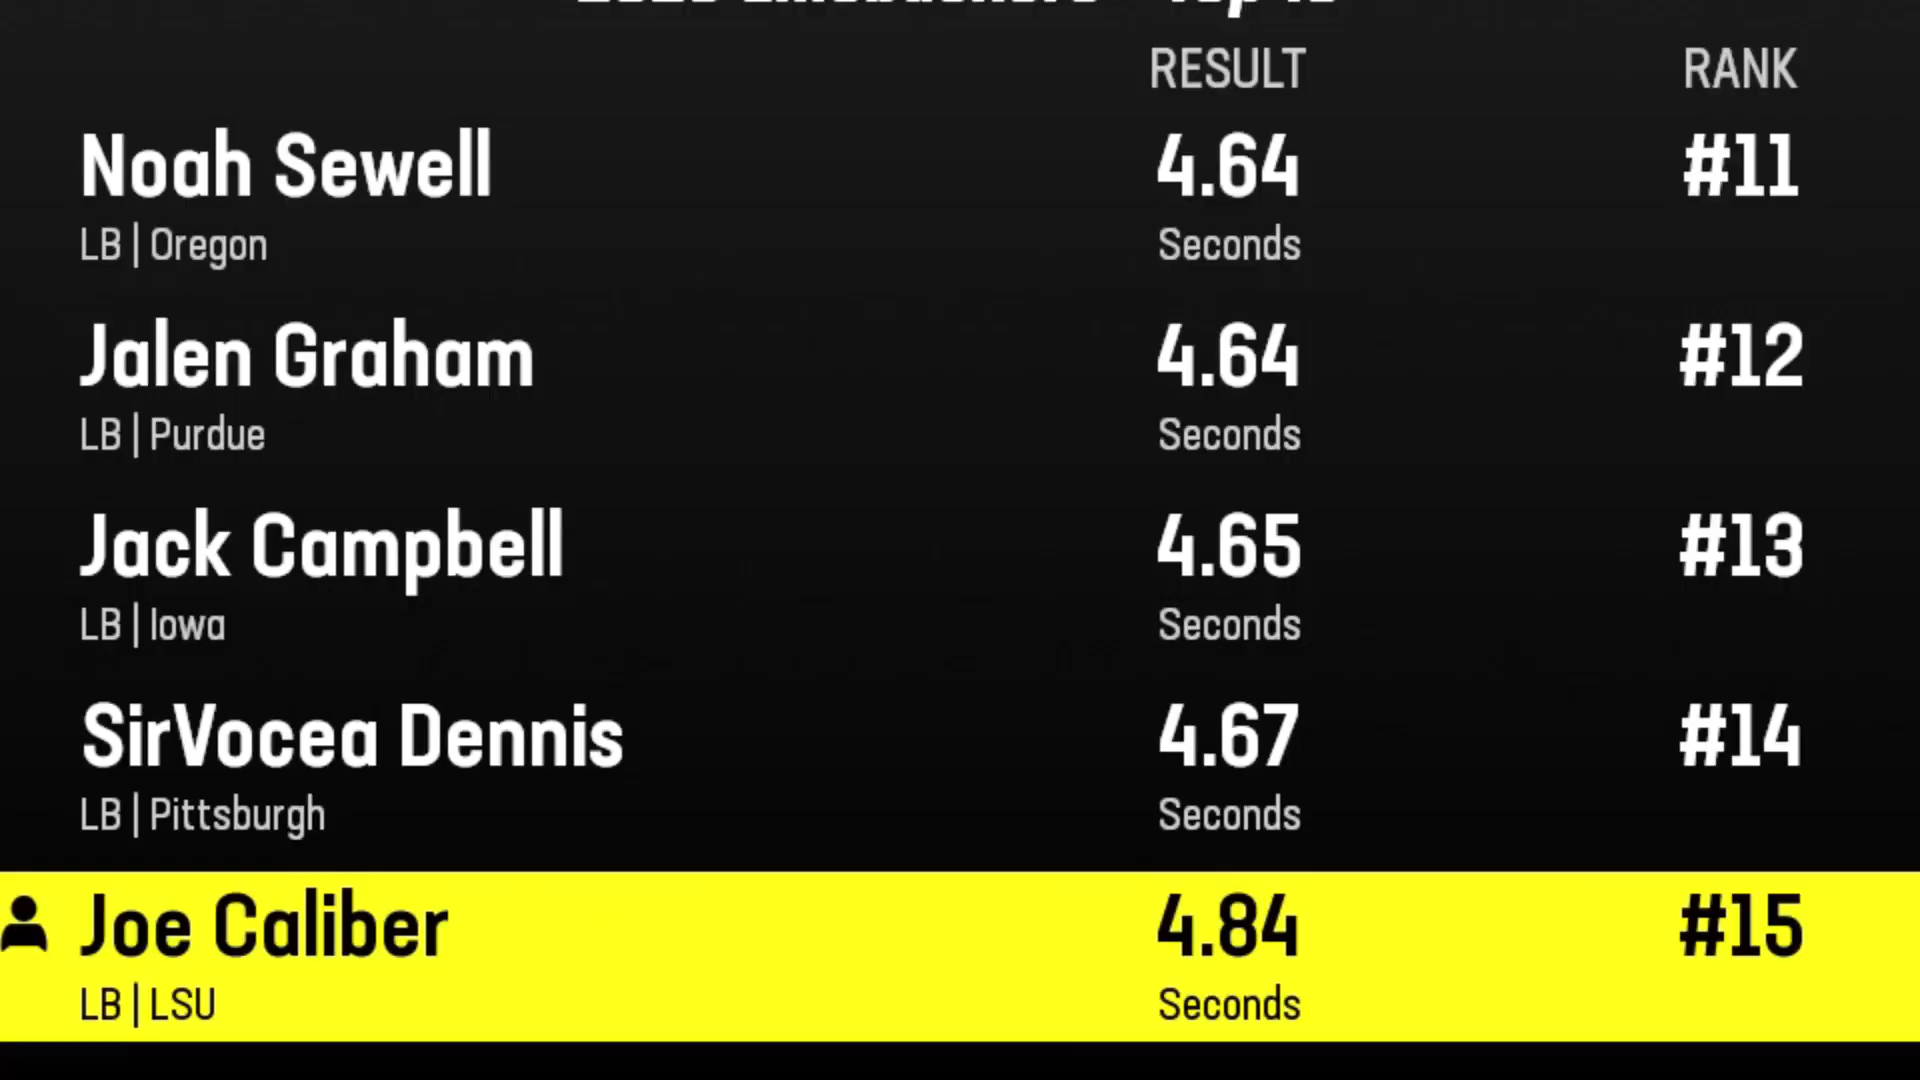 RESULT RANK
Noah Sewell 4.64 #11
LB | Oregon Seconds
Jalen Graham 4.64 #12
LB | Purdue Seconds
Jack Campbell 4.65 #13
LB | Iowa Seconds
SirVocea Dennis 4.67 #14
LB | Pittsburgh Seconds
Joe Caliber 4.84 #15
LB | LSU Seconds